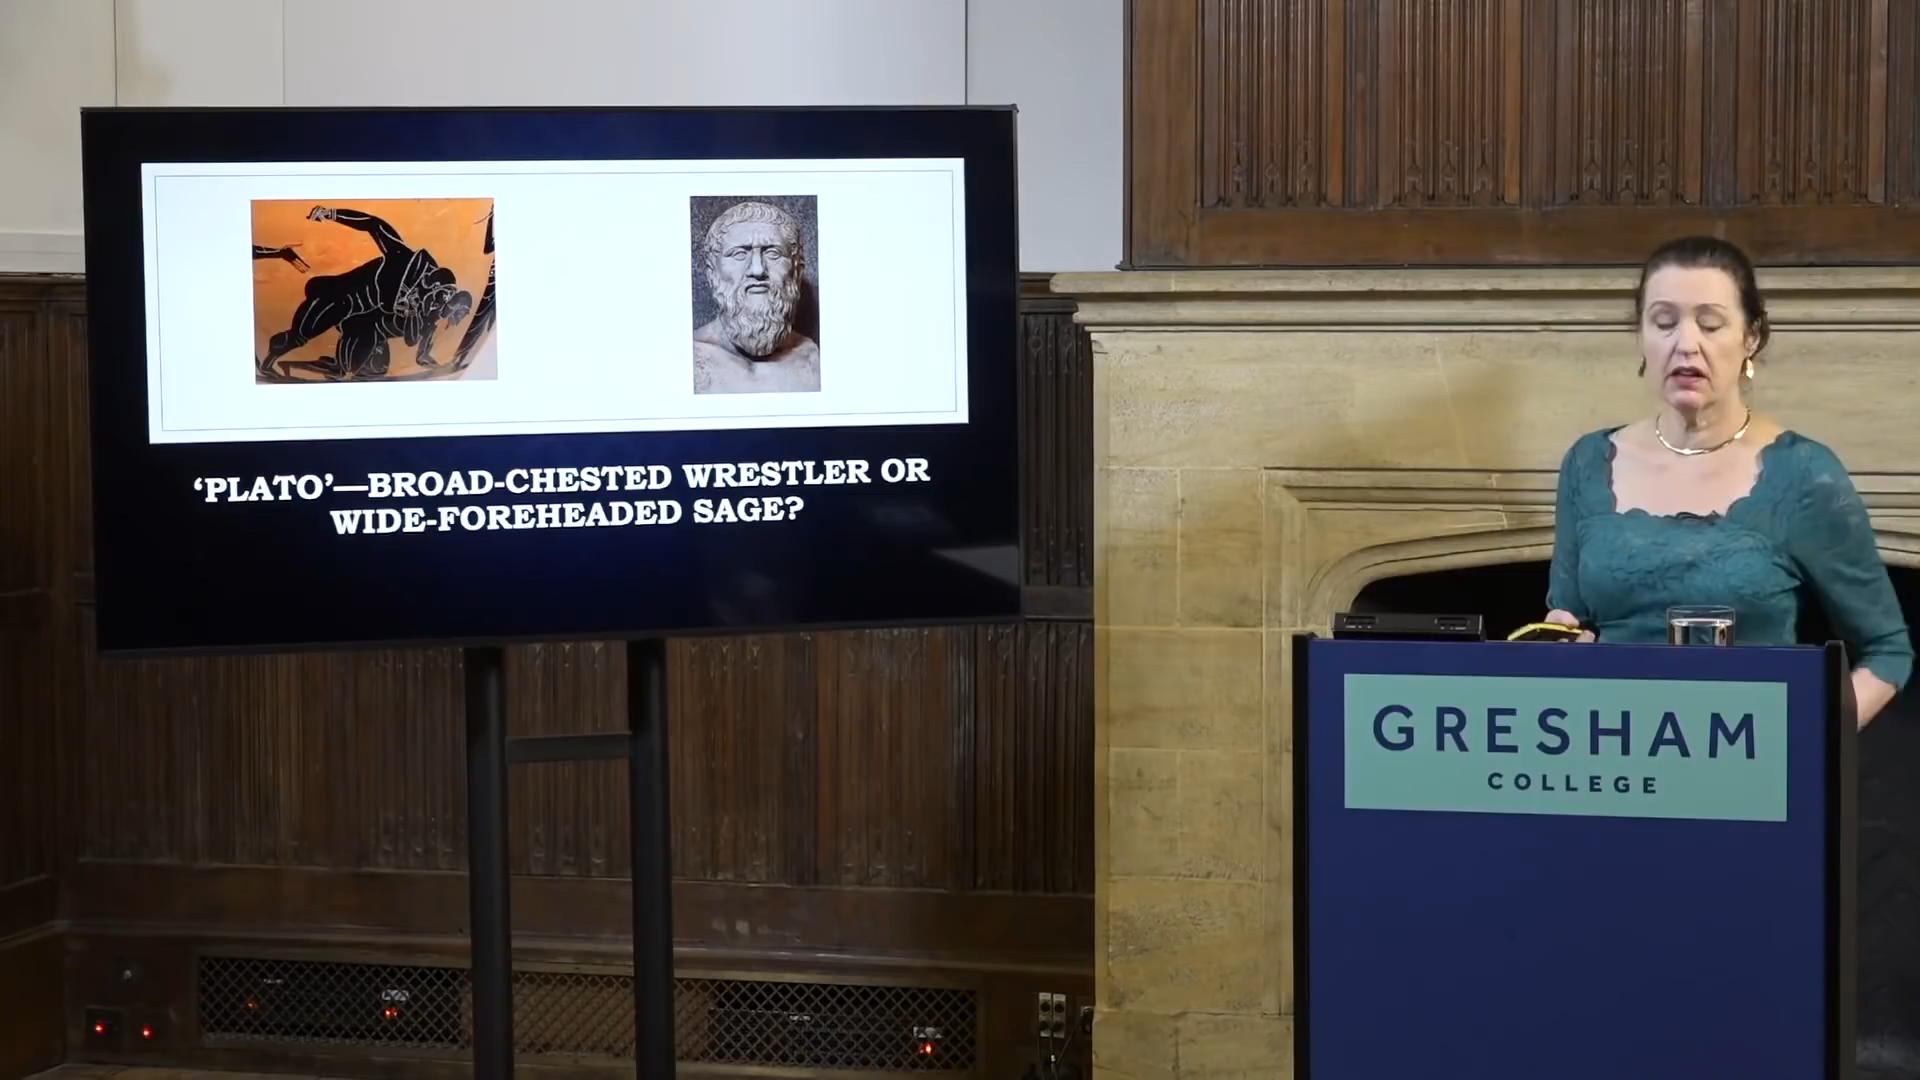 ‘PLATO’—BROAD-CHESTED WRESTLER OR
WIDE-FOREHEADED SAGE?
GRESHAM
COLLEGE